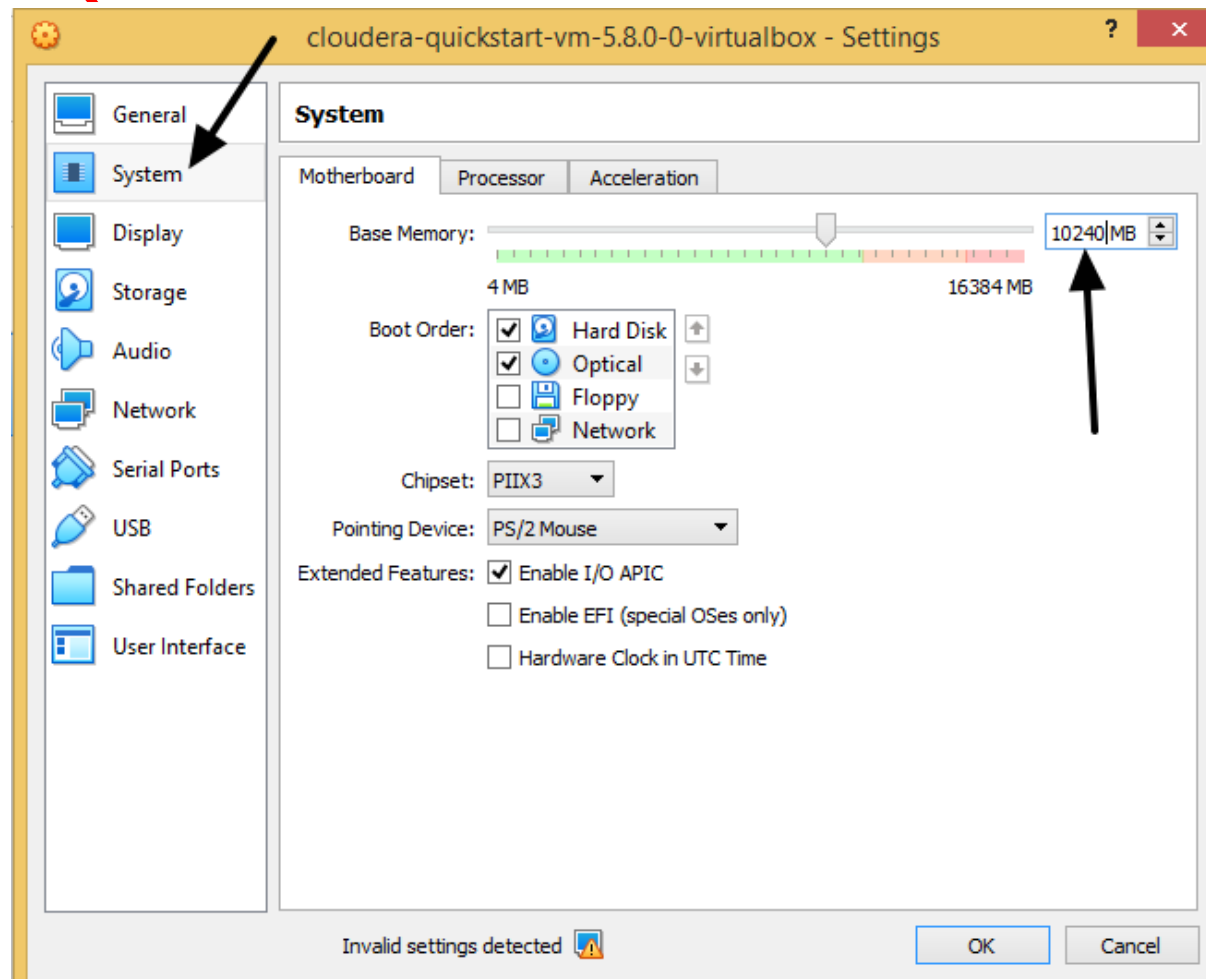 cloudera-quickstart-vm-5.8.0-0-virtualbox - Settings ? ×
General
System
Display
Storage
Audio
Network
Serial Ports
USB
Shared Folders
User Interface
System
Motherboard Processor Acceleration
Base Memory: 10240 MB
4 MB 16384 MB
Boot Order: Hard Disk
Optical
Floppy
Network
Chipset: PIIX3
Pointing Device: PS/2 Mouse
Extended Features: Enable I/O APIC
Enable EFI (special OSes only)
Hardware Clock in UTC Time
Invalid settings detected OK Cancel